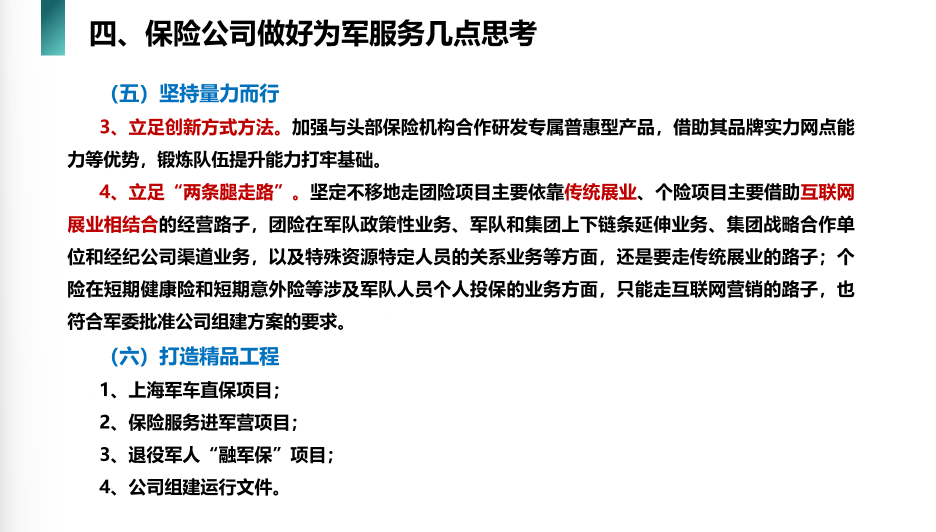 四、保险公司做好为军服务几点思考
（五）坚持量力而行
3、立足创新方式方法。加强与头部保险机构合作研发专属普惠型产品，借助其品牌实力网点能
力等优势，锻炼队伍提升能力打牢基础。
4、立足“两条腿走路”。坚定不移地走团险项目主要依靠传统展业、个险项目主要借助互联网
展业相结合的经营路子，团险在军队政策性业务、军队和集团上下链条延伸业务、集团战略合作单
位和经纪公司渠道业务，以及特殊资源特定人员的关系业务等方面，还是要走传统展业的路子；个
险在短期健康险和短期意外险等涉及军队人员个人投保的业务方面，只能走互联网营销的路子，也
符合军委批准公司组建方案的要求。
（六）打造精品工程
1、上海军车直保项目；
2、保险服务进军营项目；
3、退役军人“融军保”项目；
4、公司组建运行文件。